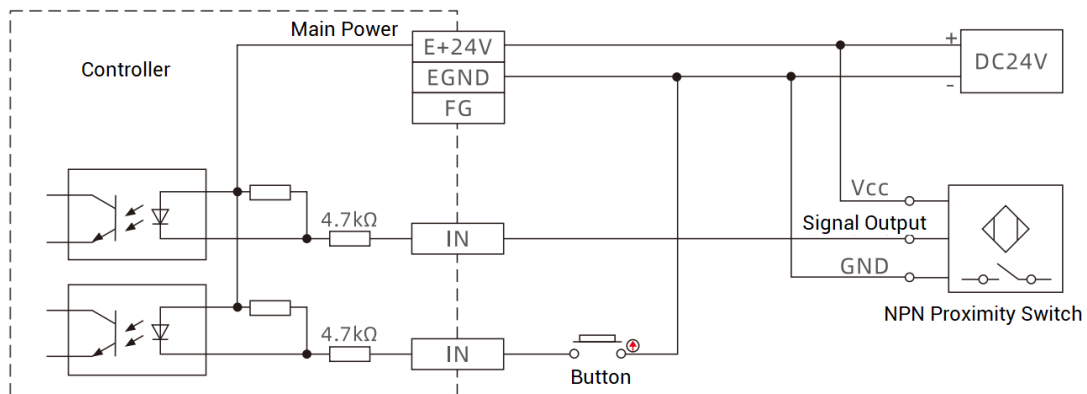 Main Power
E+24V
+
DC24V
Controller
EGND
-
FG
Vcc
4.7kΩ
IN
Signal Output
GND
NPN Proximity Switch
4.7kΩ
IN
Button